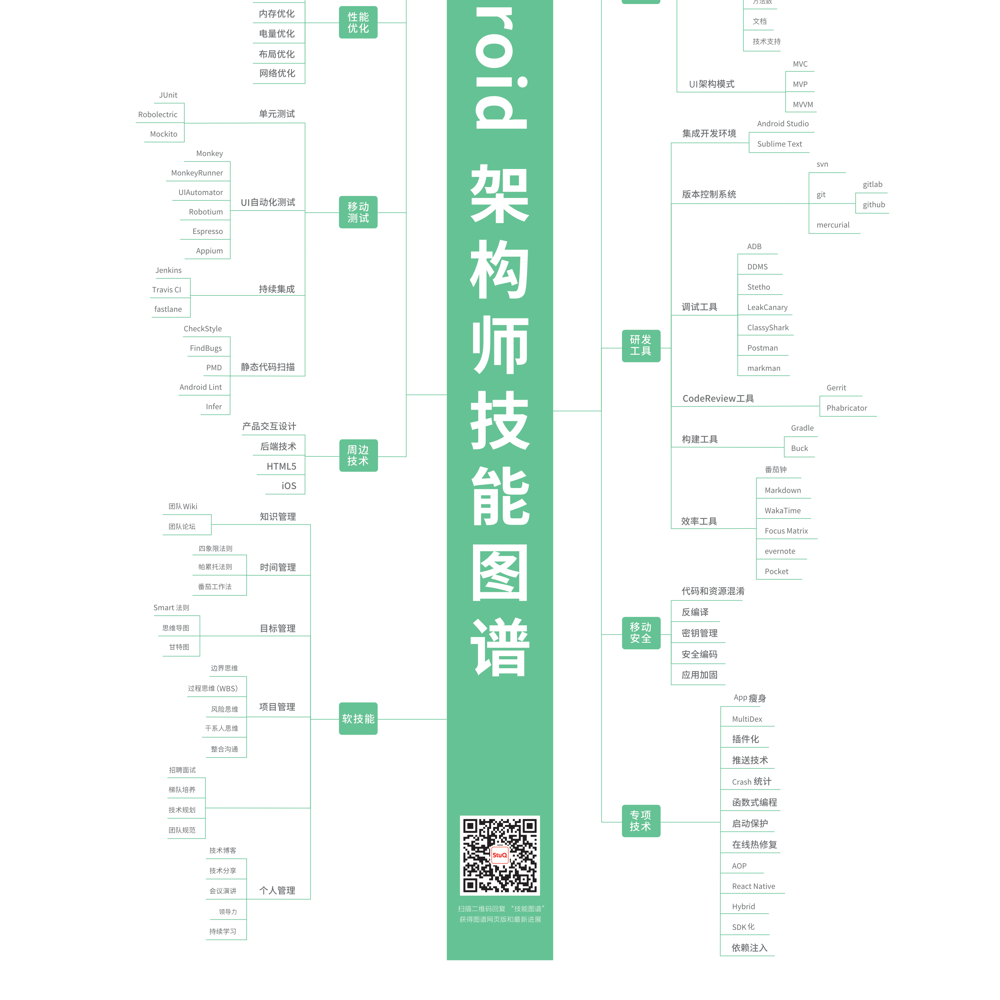 内存优化
电量优化
布局优化
网络优化
性能
优化
JUnit
Robolectric
Mockito
单元测试
Monkey
MonkeyRunner
UIAutomator
Robotium
Espresso
Appium
UI自动化测试
移动
测试
Jenkins
Travis CI
fastlane
持续集成
CheckStyle
FindBugs
PMD
Android Lint
Infer
静态代码扫描
产品交互设计
后端技术
HTML5
iOS
周边
技术
团队Wiki
团队论坛
知识管理
四象限法则
帕累托法则
番茄工作法
时间管理
Smart 法则
思维导图
甘特图
目标管理
边界思维
过程思维（WBS）
风险思维
干系人思维
整合沟通
项目管理
软技能
招聘面试
梯队培养
技术规划
团队规范
技术博客
技术分享
会议演讲
领导力
持续学习
个人管理
roid 架构师技能图谱
StuQ
扫描二维码回复 “技能图谱”
获得图谱网页版和最新进展
方法数
文档
技术支持
UI架构模式
MVC
MVP
MVVM
集成开发环境
Android Studio
Sublime Text
版本控制系统
svn
git
mercurial
gitlab
github
调试工具
ADB
DDMS
Stetho
LeakCanary
ClassyShark
Postman
markman
研发
工具
CodeReview工具
Gerrit
Phabricator
构建工具
Gradle
Buck
效率工具
番茄钟
Markdown
WakaTime
Focus Matrix
evernote
Pocket
移动
安全
代码和资源混淆
反编译
密钥管理
安全编码
应用加固
专项
技术
App瘦身
MultiDex
插件化
推送技术
Crash 统计
函数式编程
启动保护
在线热修复
AOP
React Native
Hybrid
SDK化
依赖注入